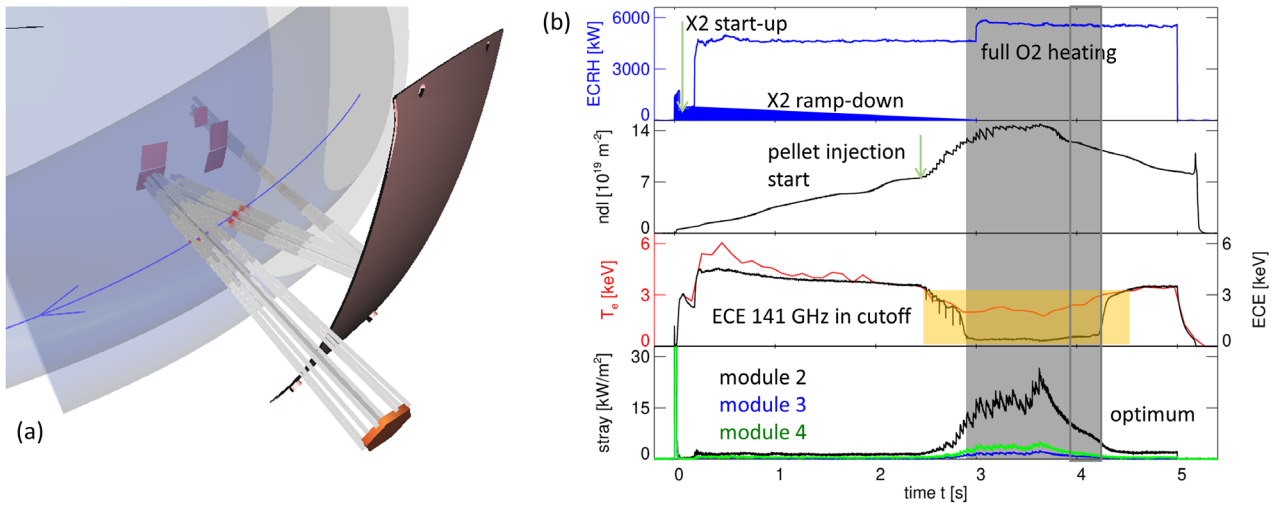 (a)
(b)
ECRH [kW]
6000
3000
0
X2 start-up
full O2 heating
X2 ramp-down
ndl [10¹⁹ m⁻²]
14
7
0
pellet injection
start
Tₑ [keV]
6
3
0
ECE 141 GHz in cutoff
6
3
0
ECE [keV]
stray [kW/m²]
30
15
0
module 2
module 3
module 4
optimum
0 1 2 3 4 5
time t [s]